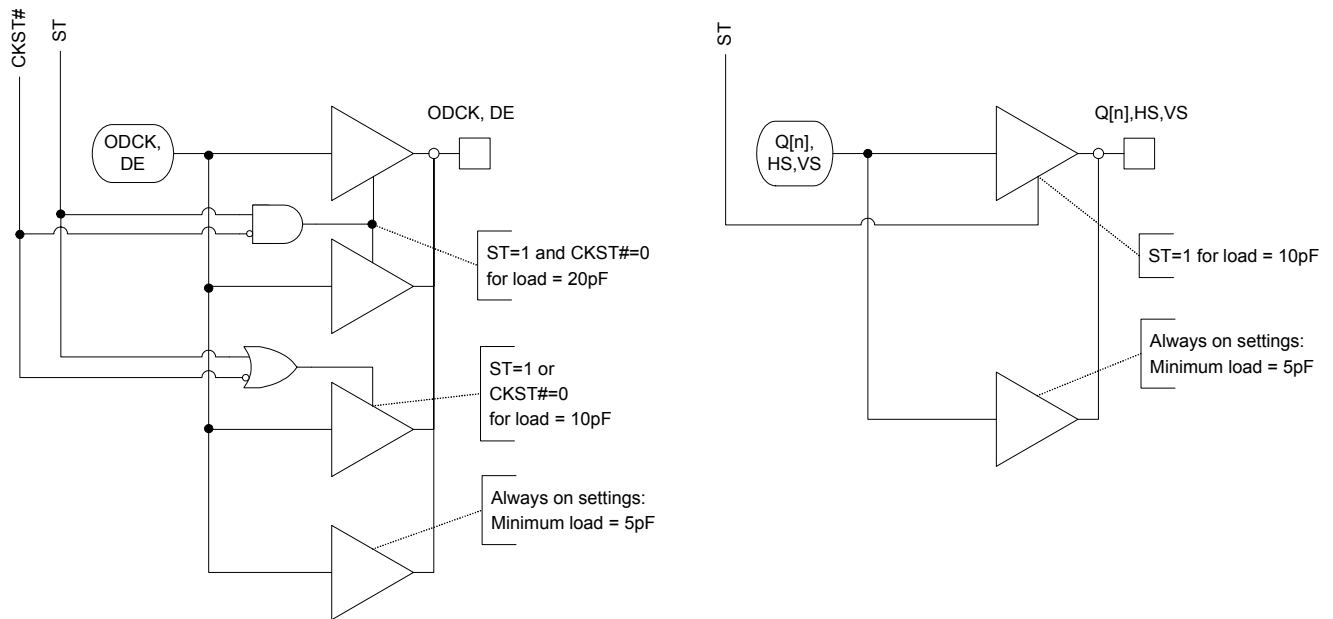 CKST#
ST
ODCK,
DE
ODCK, DE
ST=1 and CKST#=0
for load = 20pF
ST=1 or
CKST#=0
for load = 10pF
Always on settings:
Minimum load = 5pF
ST
Q[n],
HS,VS
Q[n],HS,VS
ST=1 for load = 10pF
Always on settings:
Minimum load = 5pF